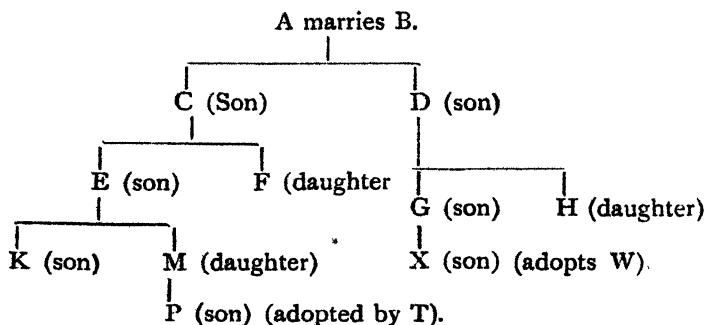 A marries B.
C (Son) D (son)
E (son) F (daughter
G (son) H (daughter)
K (son) M (daughter) X (son) (adopts W).
P (son) (adopted by T).